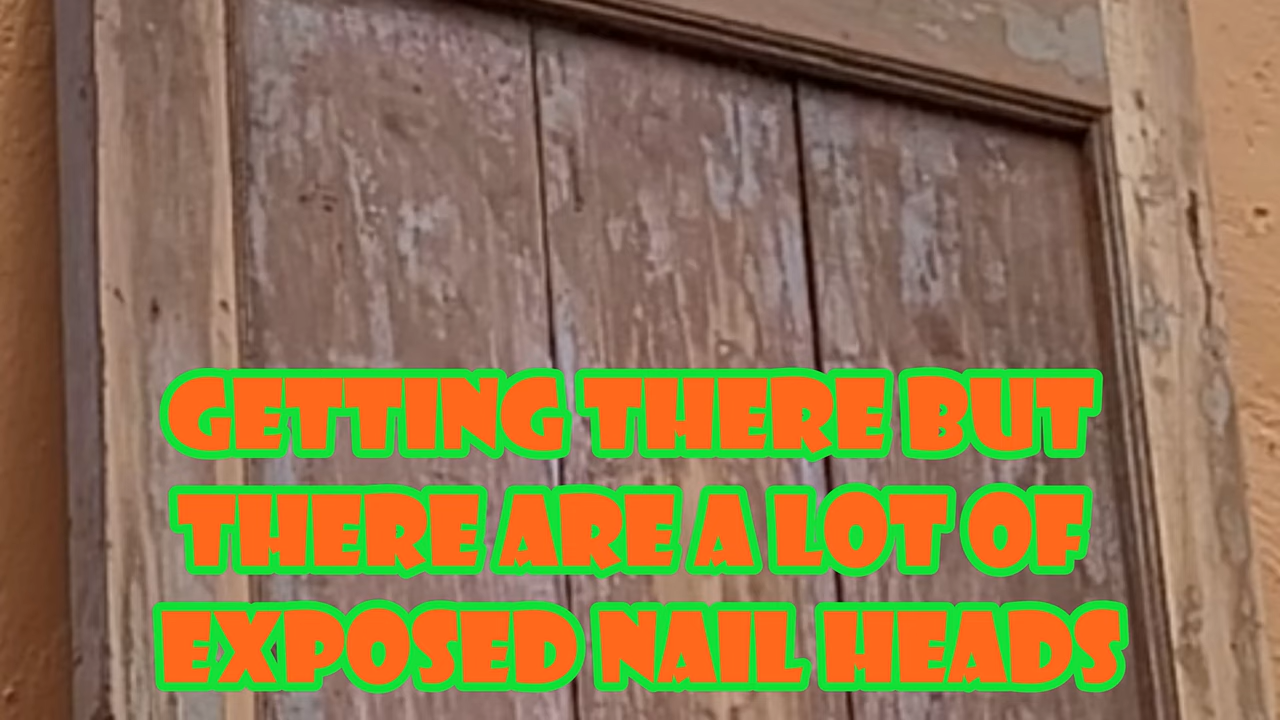 GETTING THERE BUT
THERE ARE A LOT OF
EXPOSED NAIL HEADS